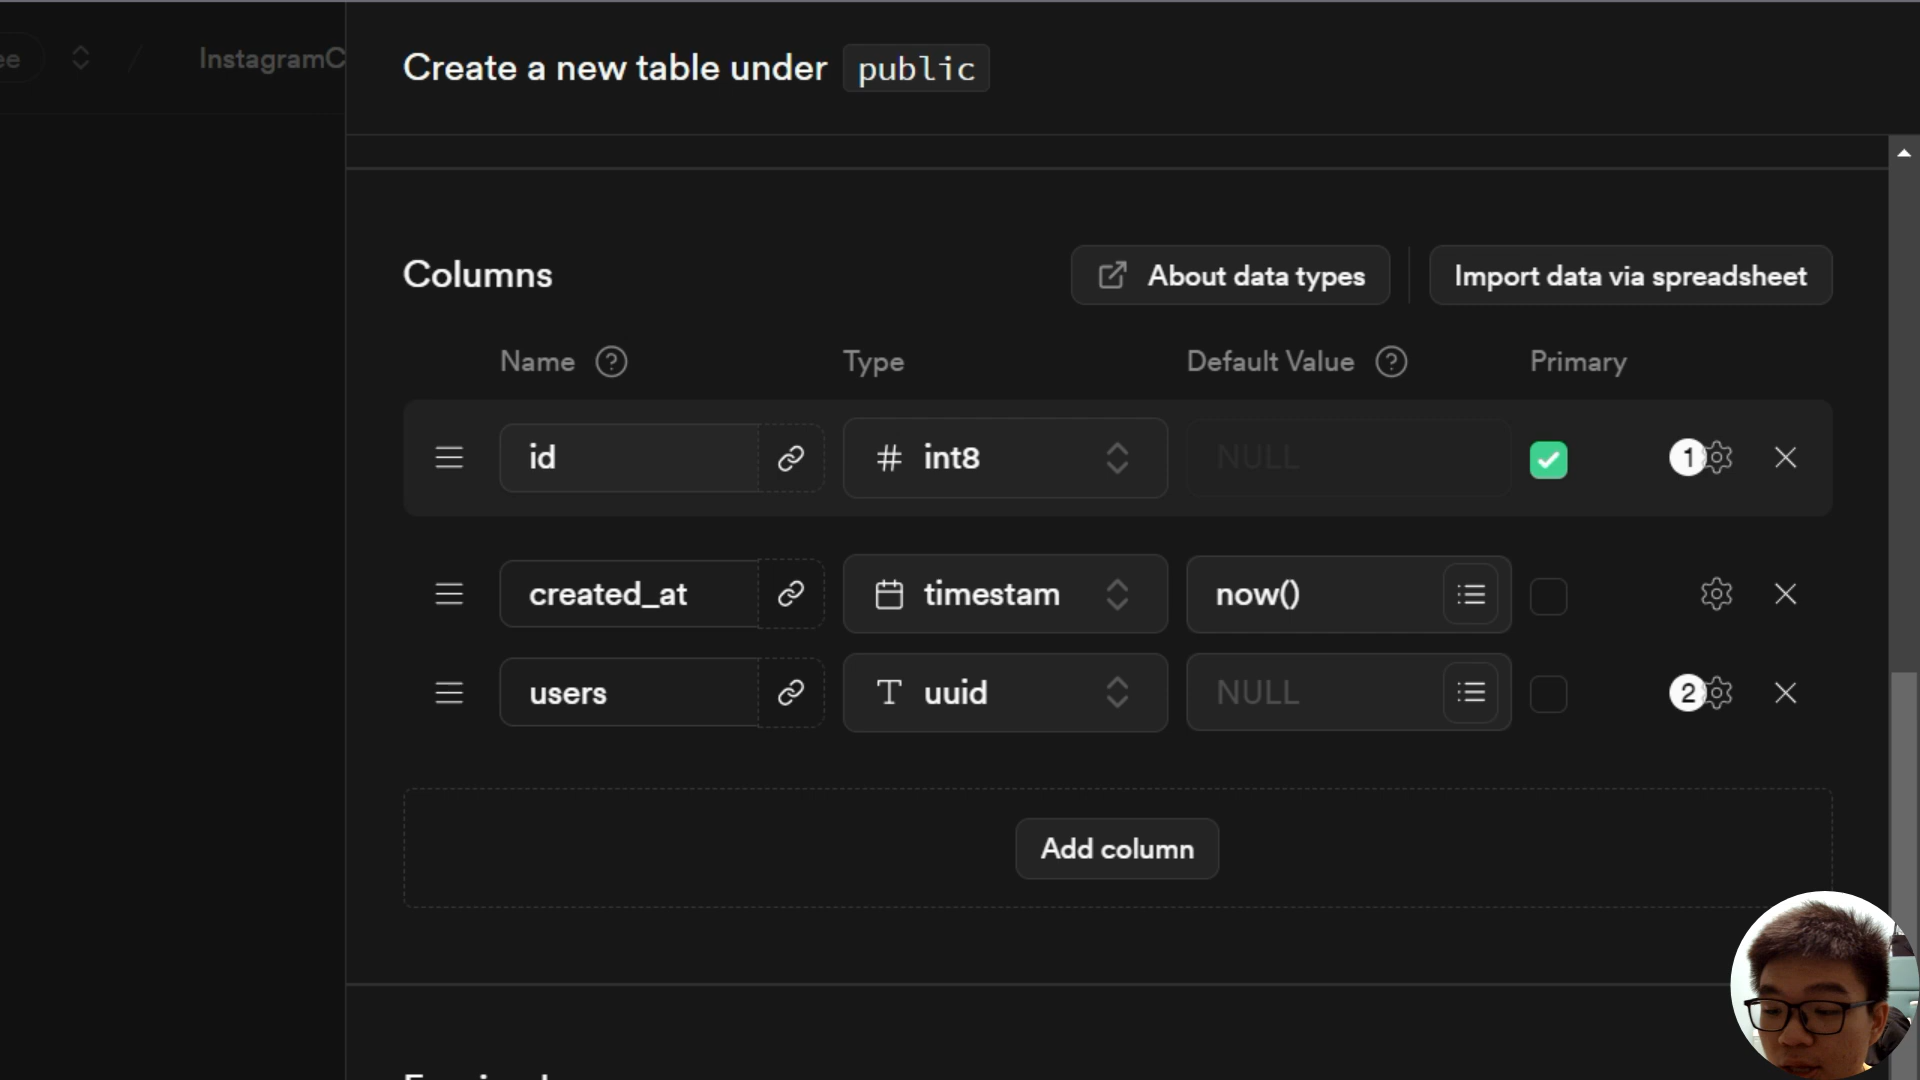 ee / InstagramC
Create a new table under public
Columns
About data types
Import data via spreadsheet
Name ? Type Default Value ? Primary
id # int8 NULL 1
created_at timestam now()
users T uuid NULL 2
Add column